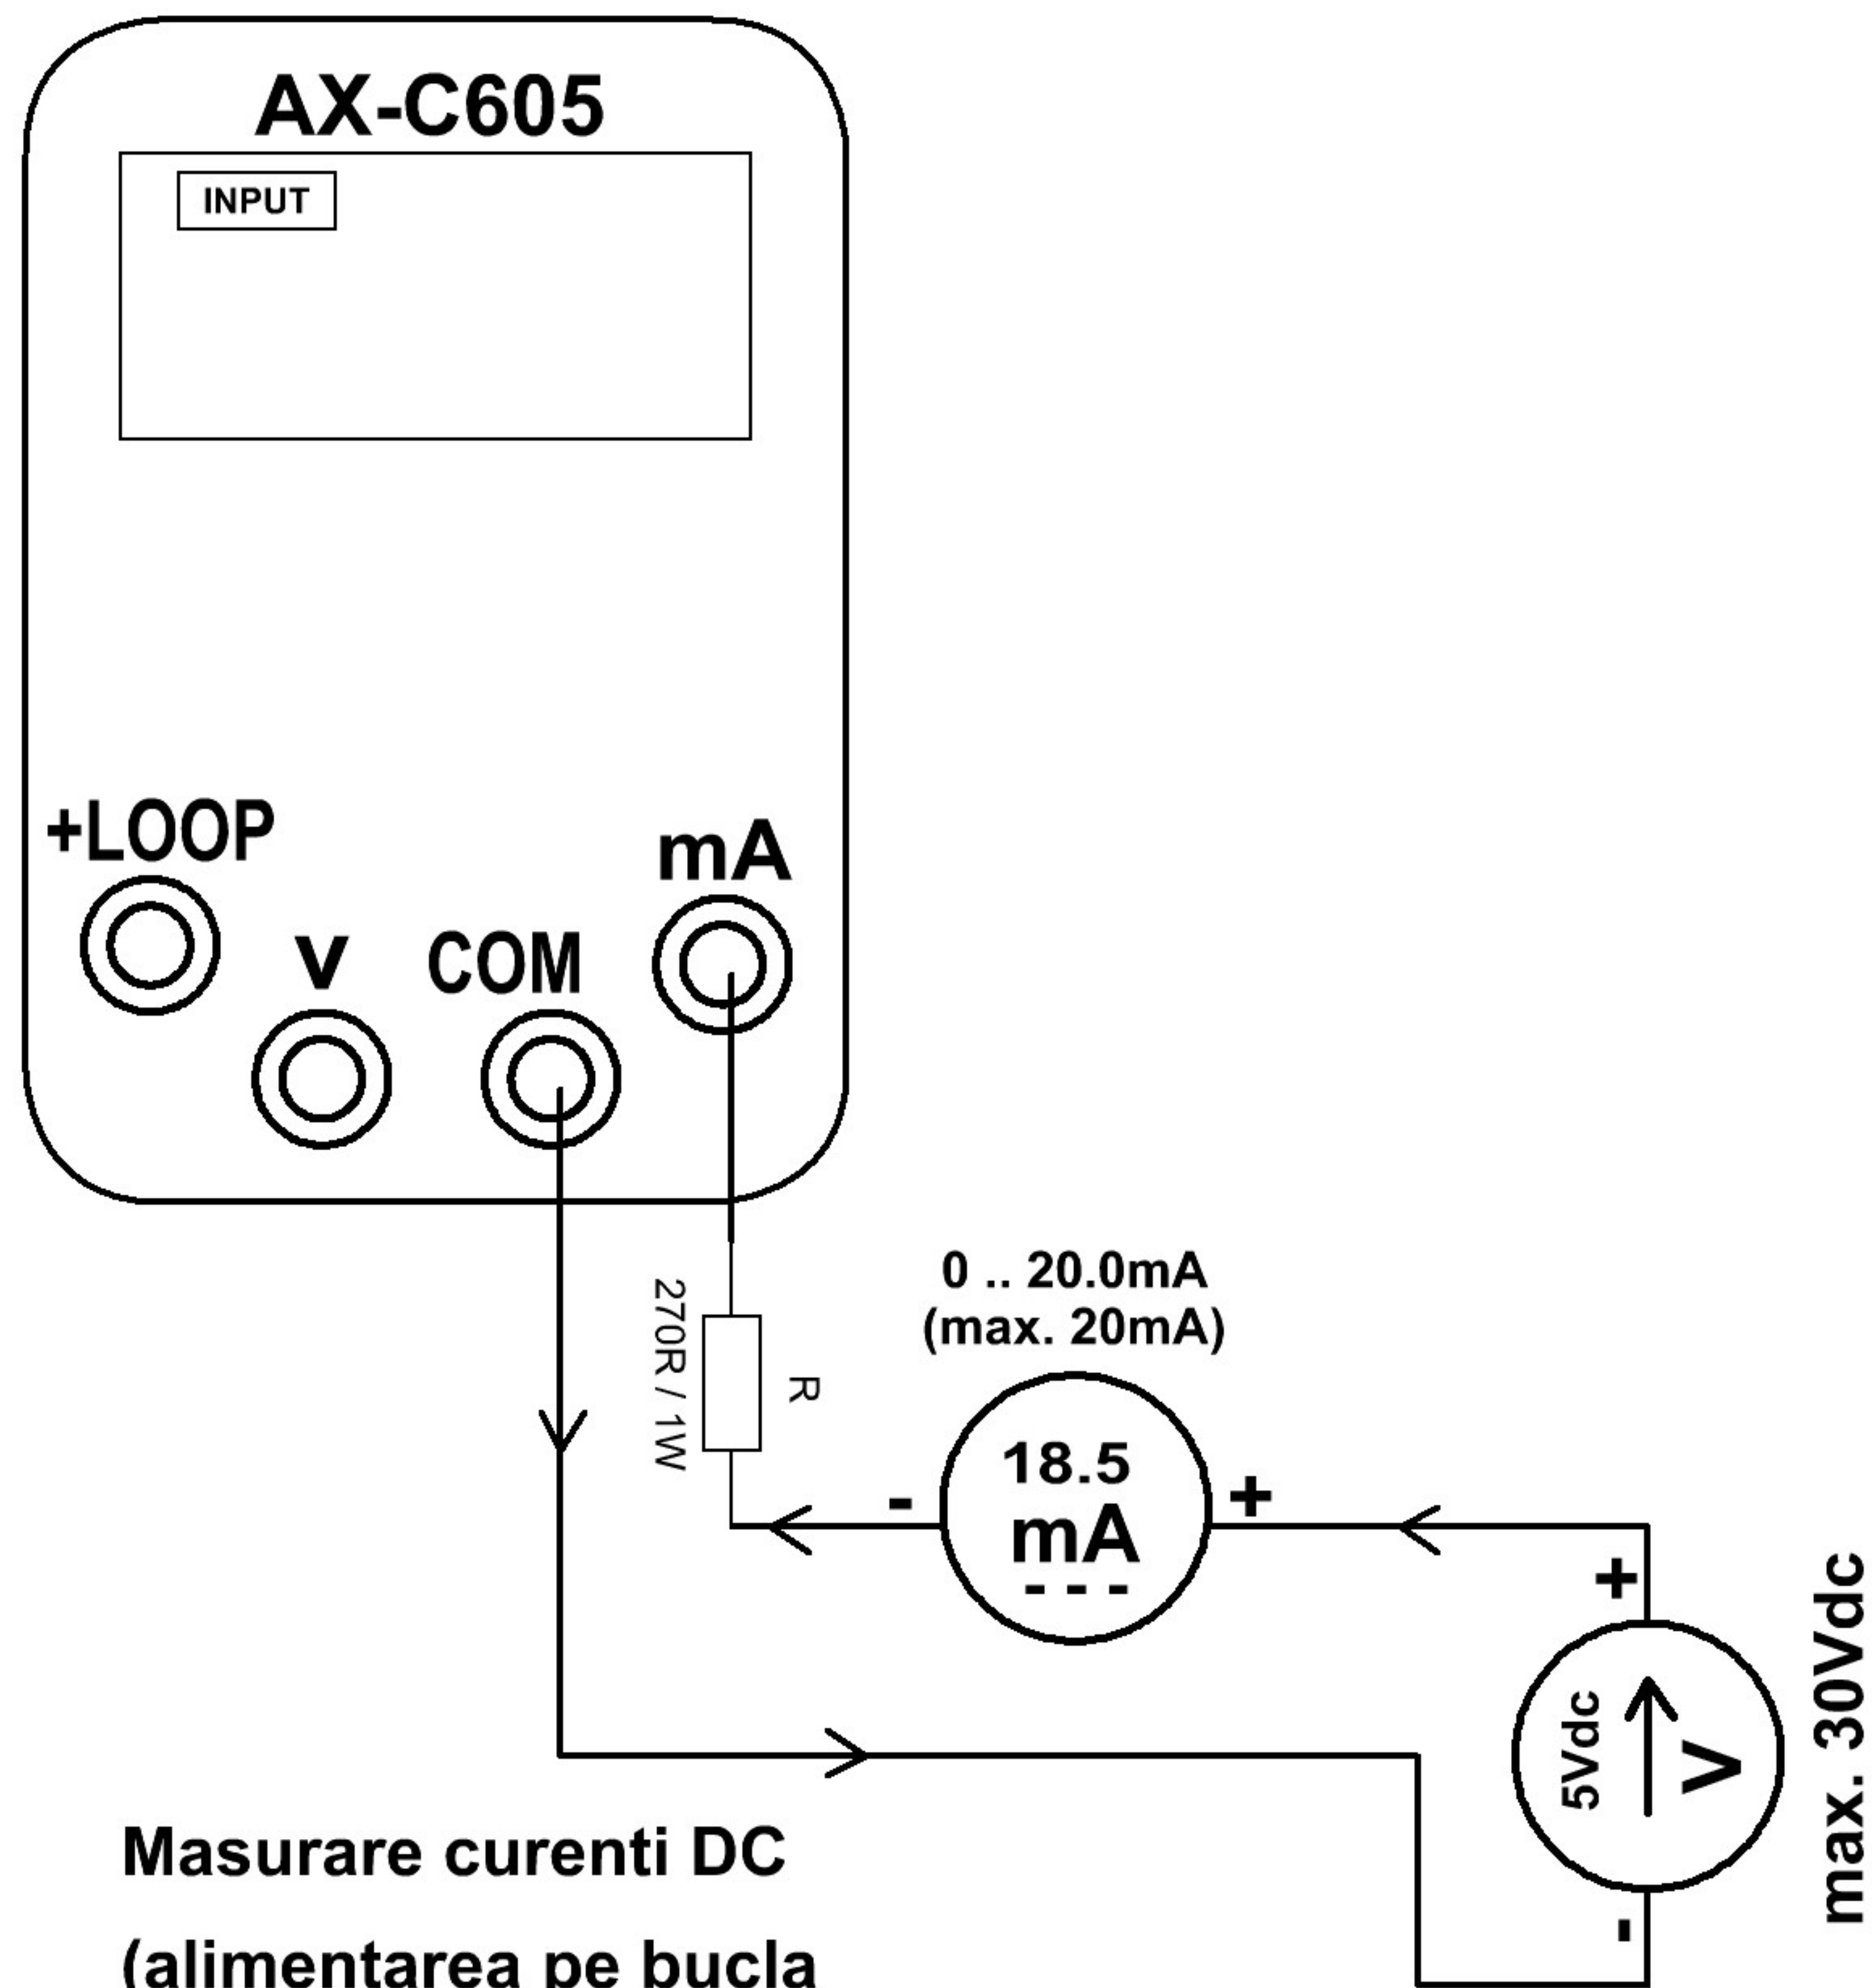 AX-C605
INPUT
+LOOP
mA
V
COM
0 .. 20.0mA
(max. 20mA)
270R / 1W
R
18.5
mA
- - -
-
+
+
5Vdc
V
max. 30Vdc
-
Masurare curenti DC
(alimentarea pe bucla